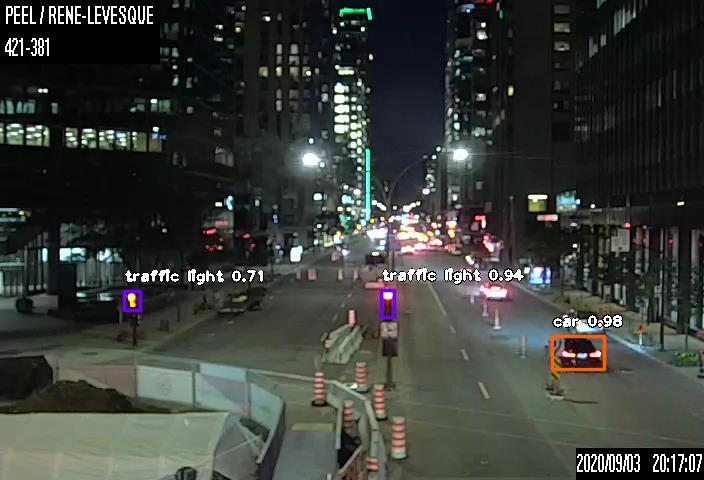 PEEL / RENE-LEVESQUE
421-381
traffic light 0.71
traffic light 0.94
car 0.98
2020/09/03 20:17:07